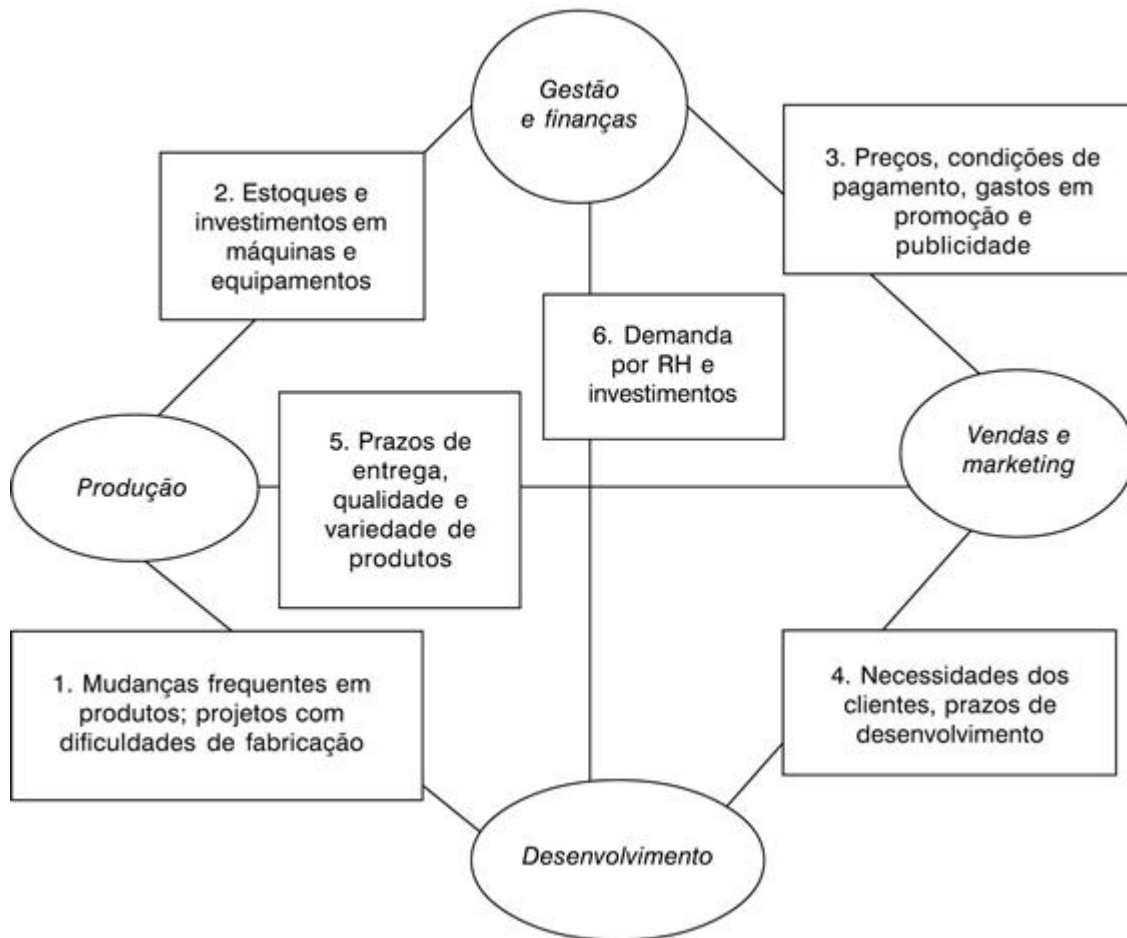 Gestão
e finanças
3. Preços, condições de
pagamento, gastos em
promoção e
publicidade
2. Estoques e
investimentos em
máquinas e
equipamentos
6. Demanda
por RH e
investimentos
Vendas e
marketing
5. Prazos de
entrega,
qualidade e
variedade de
produtos
Produção
1. Mudanças frequentes em
produtos; projetos com
dificuldades de fabricação
4. Necessidades dos
clientes, prazos de
desenvolvimento
Desenvolvimento